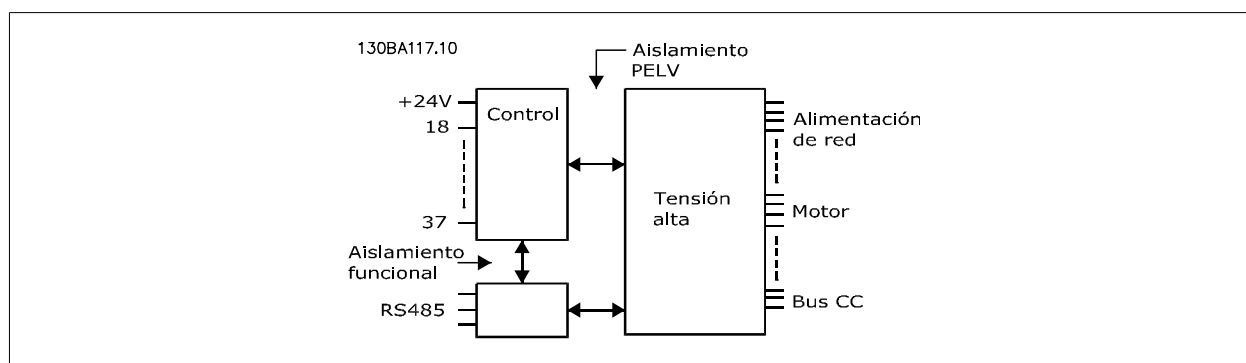 130BA117.10
Aislamiento
PELV
+24V
Control
18
Alimentación
de red
Tensión
alta
37
Motor
Aislamiento
funcional
RS485
Bus CC